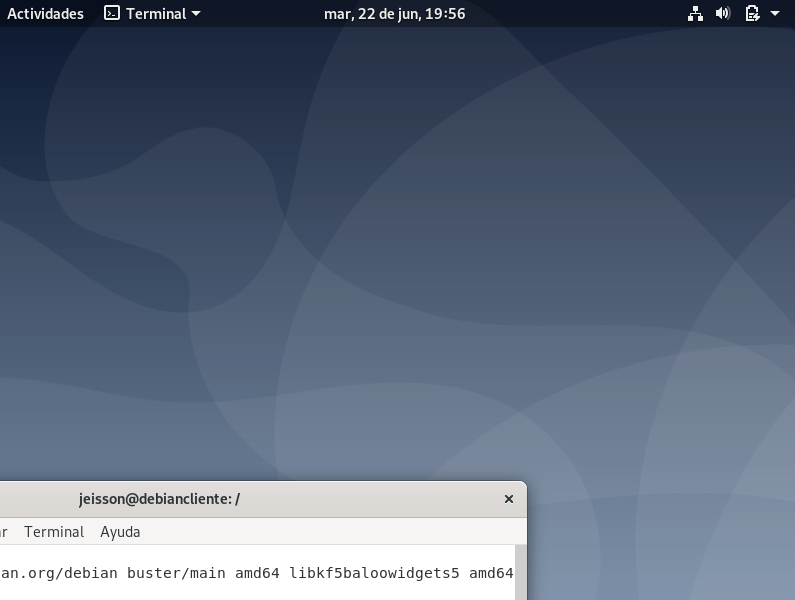 Actividades Terminal mar, 22 de jun, 19:56
jeisson@debiancliente: /
ar Terminal Ayuda
an.org/debian buster/main amd64 libkf5baloowidgets5 amd64